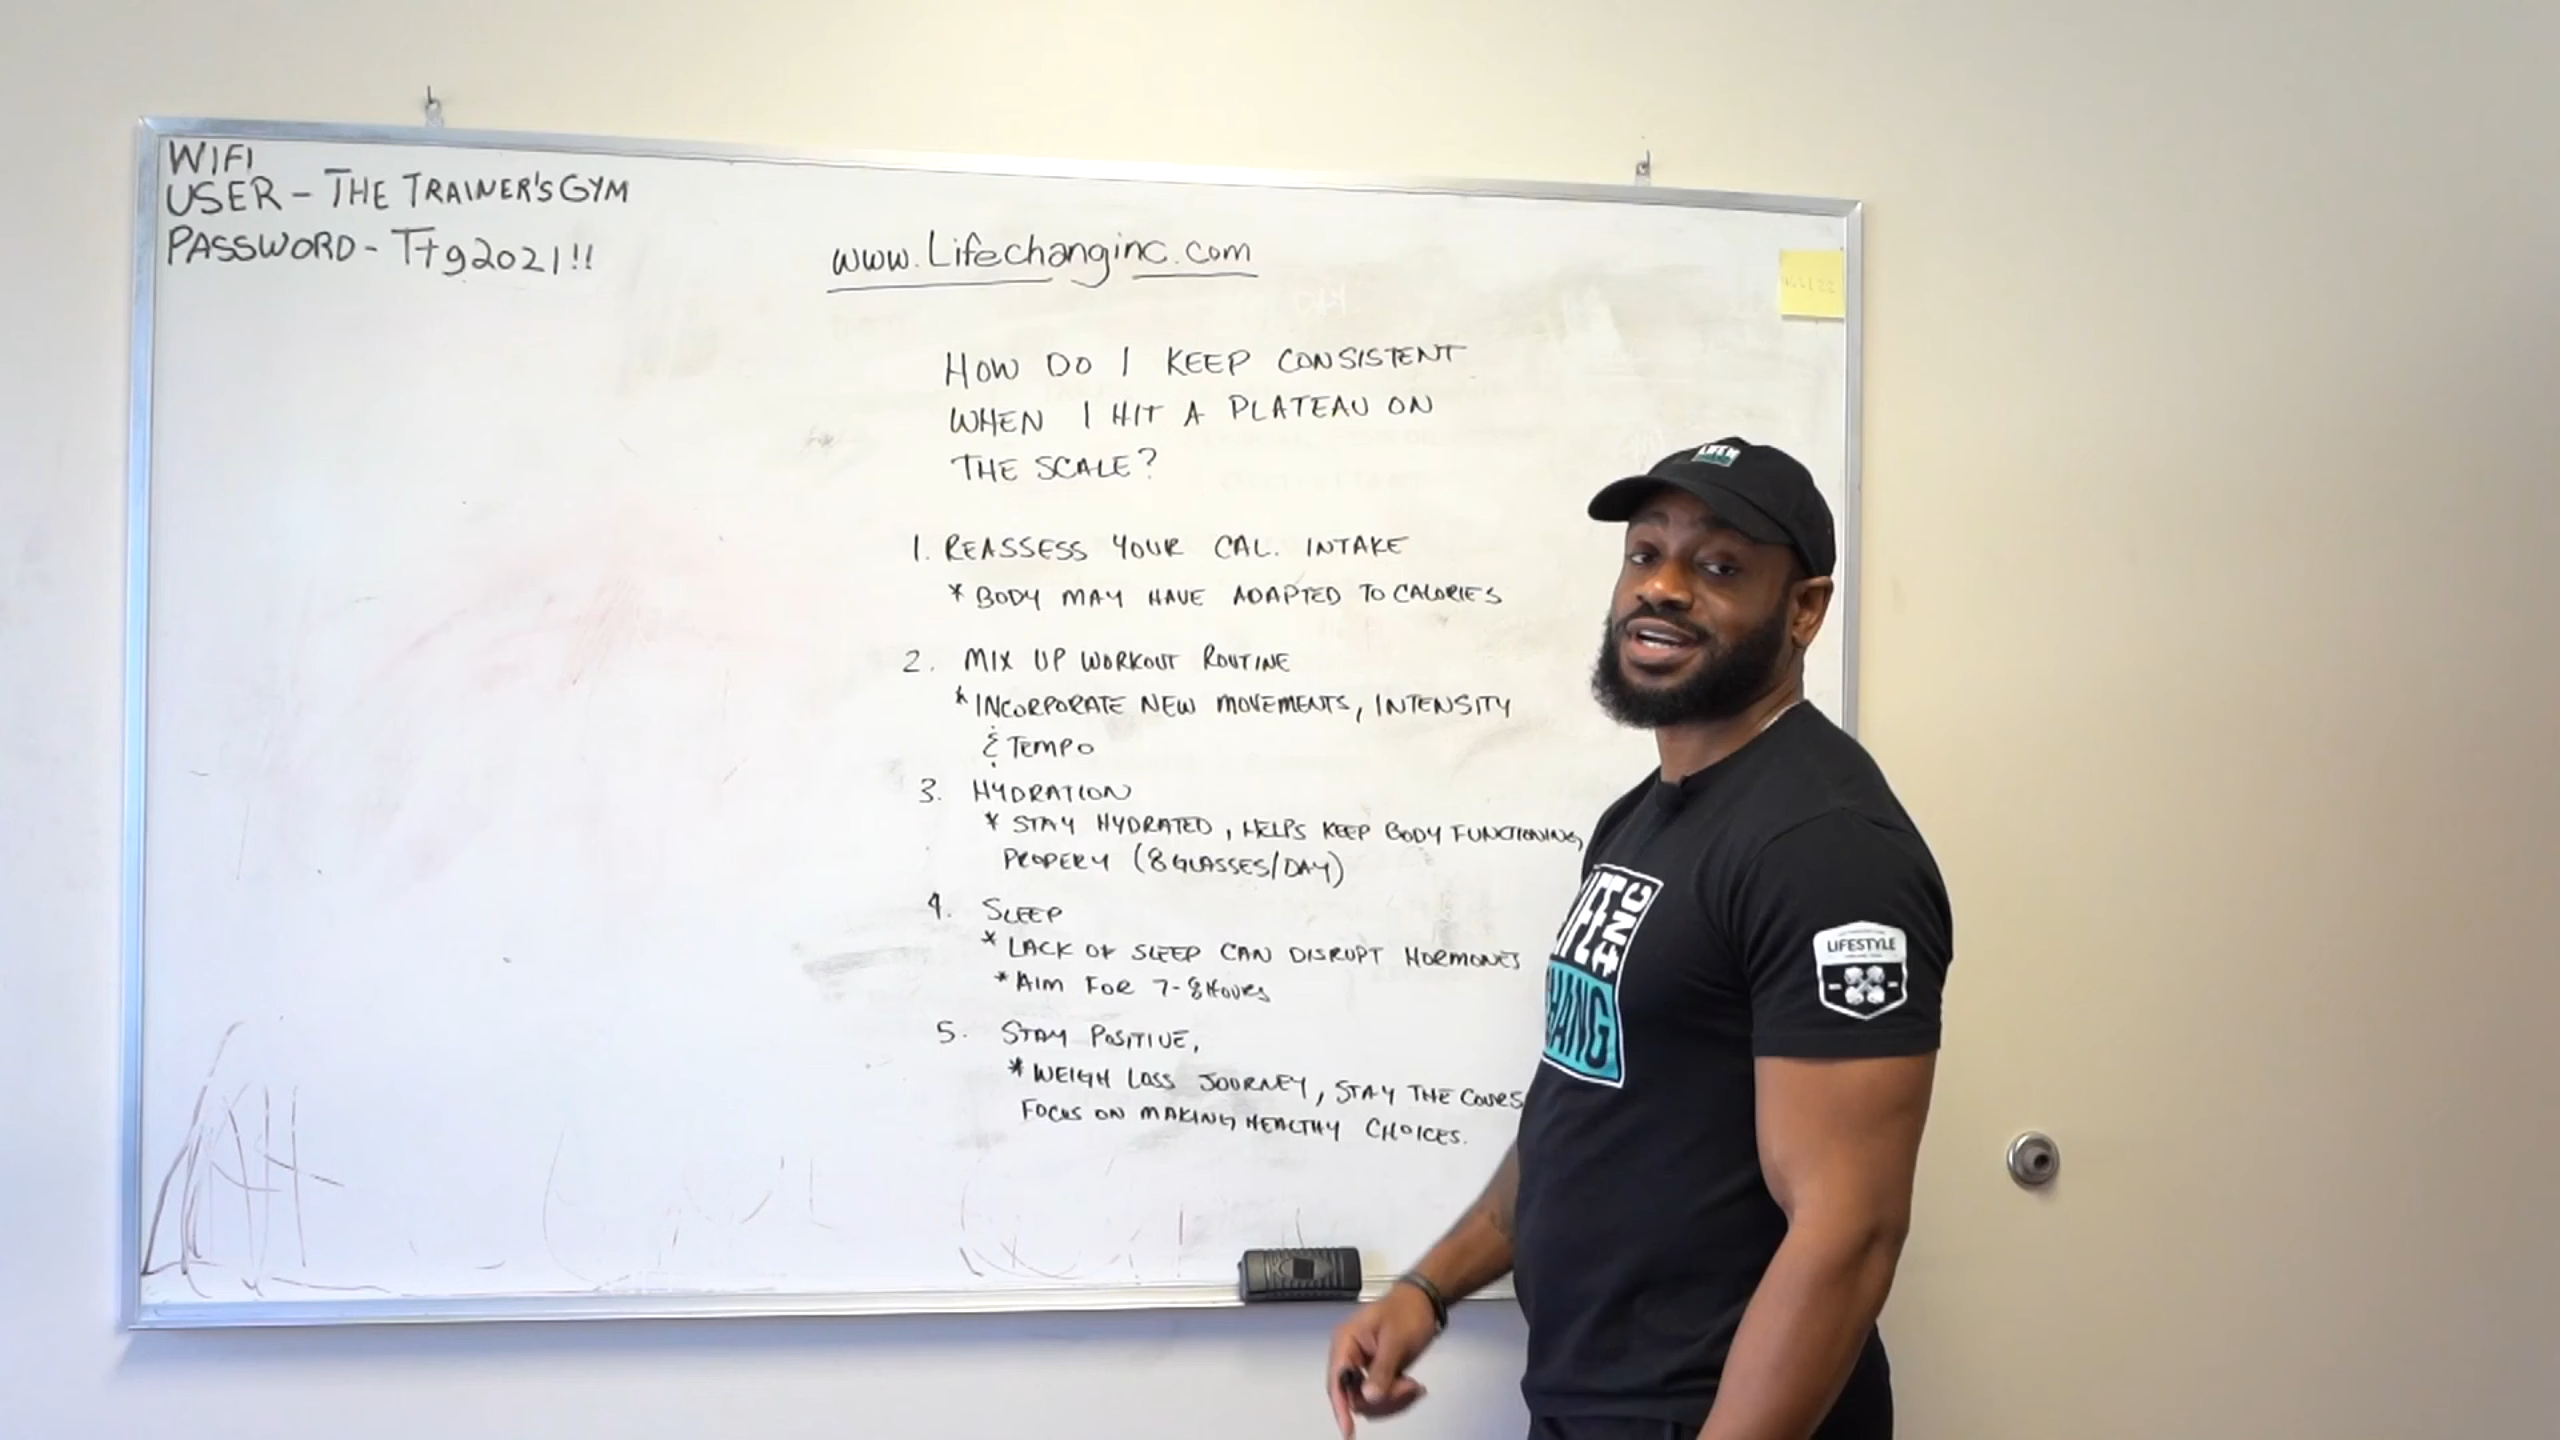 WIFI
USER - THE TRAINER'S GYM
PASSWORD - Ttg2021!!
www.Lifechanginc.com
HOW DO I KEEP CONSISTENT
WHEN I HIT A PLATEAU ON
THE SCALE?
1. REASSESS YOUR CAL. INTAKE
* BODY MAY HAVE ADAPTED TO CALORIES
2. MIX UP WORKOUT ROUTINE
* INCORPORATE NEW MOVEMENTS, INTENSITY
& TEMPO
3. HYDRATION
* STAY HYDRATED, HELPS KEEP BODY FUNCTIONING,
PROPERY (8 GLASSES/DAY)
4. SLEEP
* LACK OF SLEEP CAN DISRUPT HORMONES
* AIM FOR 7-8 HOURS
5. STAY POSITIVE,
* WEIGH LOSS JOURNEY, STAY THE COURS
FOCUS ON MAKING HEALTHY CHOICES.
LIFE
INC
HANG
LIFESTYLE